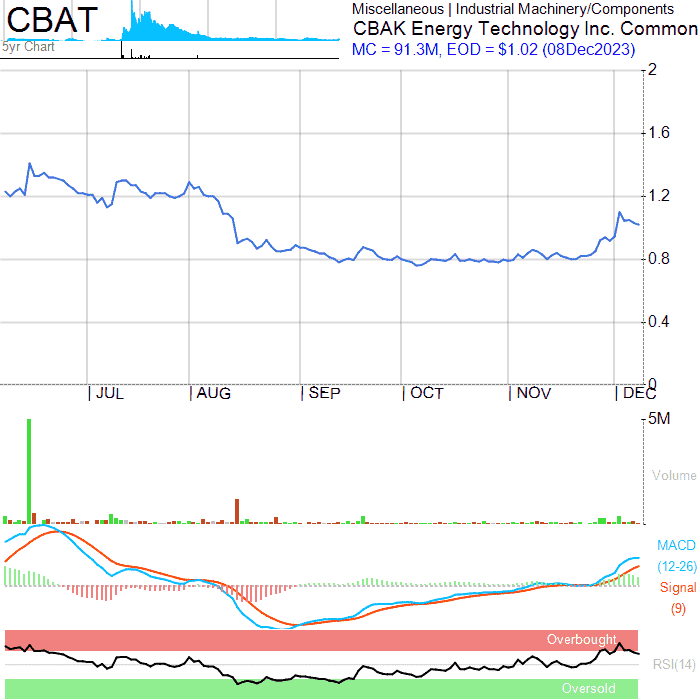 CBAT
5yr Chart
Miscellaneous | Industrial Machinery/Components
CBAK Energy Technology Inc. Common
MC = 91.3M, EOD = $1.02 (08Dec2023)
2
1.6
1.2
0.8
0.4
0
JUL AUG SEP OCT NOV DEC
5M
Volume
MACD
(12-26)
Signal
(9)
Overbought
RSI(14)
Oversold